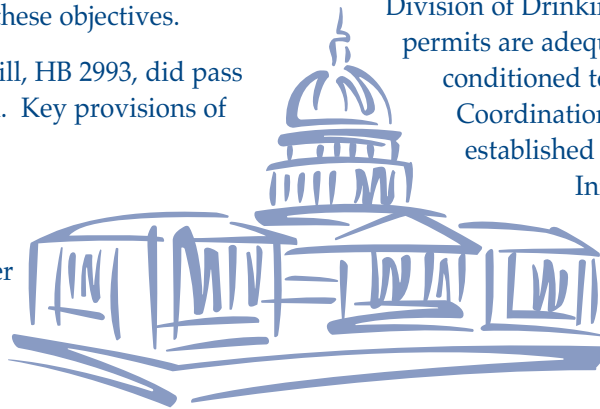 these objectives.
ill, HB 2993, did pass
. Key provisions of
er
Division of Drinki
permits are adequ
conditioned to
Coordination
established
In